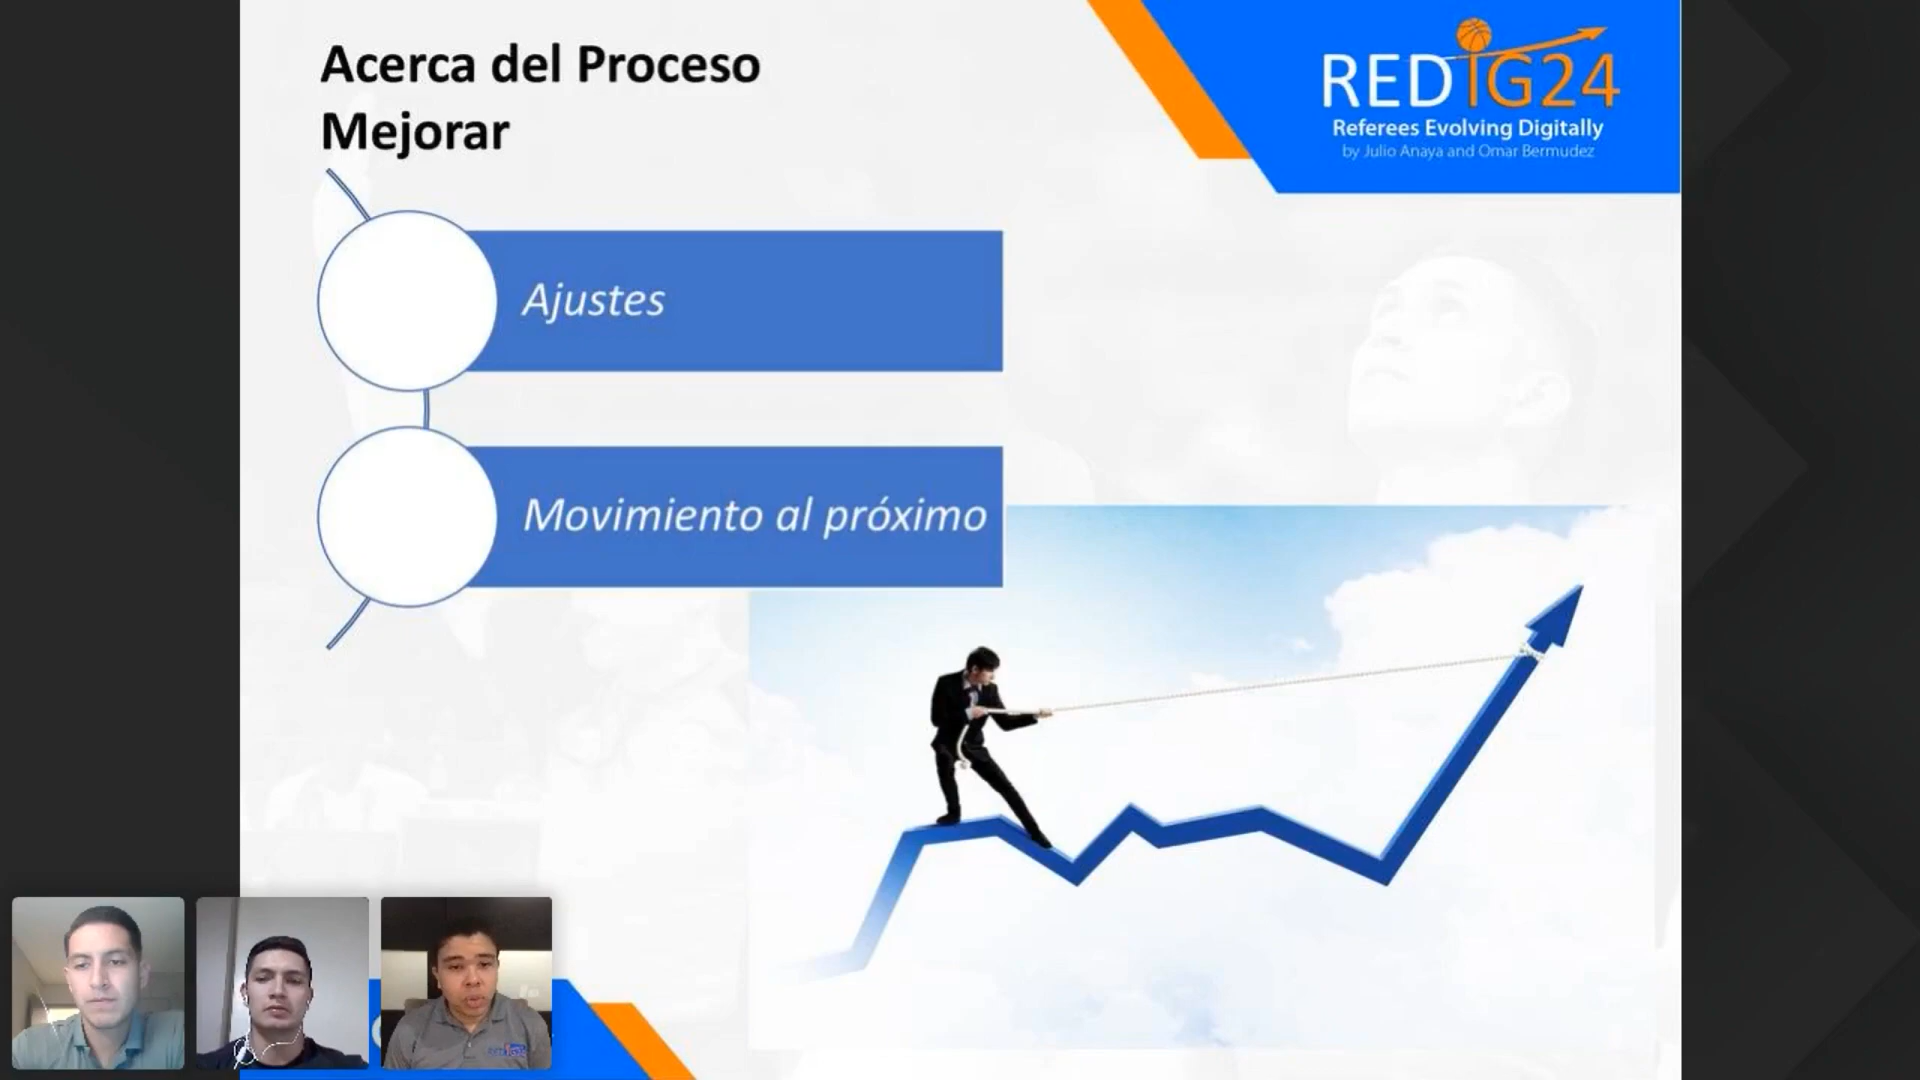 Acerca del Proceso
Mejorar
REDIG24
Referees Evolving Digitally
by Julio Anaya and Omar Bermudez
Ajustes
Movimiento al próximo